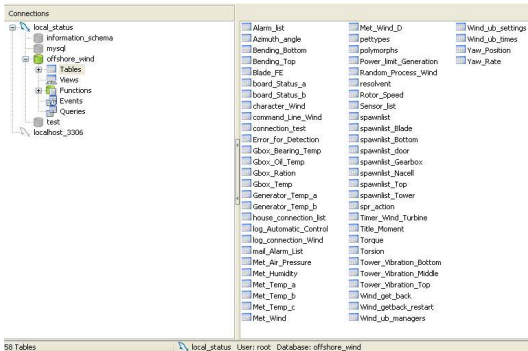 Connections
local_status
information_schema
mysql
offshore_wind
Tables
Views
Functions
Events
Queries
test
localhost_3306
Alarm_list
Azimuth_angle
Bending_Bottom
Bending_Top
Blade_FE
board_Status_a
board_Status_b
character_Wind
command_Line_Wind
connection_test
Error_for_Detection
Gbox_Bearing_Temp
Gbox_Oil_Temp
Gbox_Ration
Gbox_Temp
Generator_Temp_a
Generator_Temp_b
house_connection_list
log_Automatic_Control
log_connection_Wind
mail_Alarm_List
Met_Air_Pressure
Met_Humidity
Met_Temp_a
Met_Temp_b
Met_Temp_c
Met_Wind
Met_Wind_D
pettypes
polymorphs
Power_limit_Generation
Random_Process_Wind
resolvent
Rotor_Speed
Sensor_list
spawnlist
spawnlist_Blade
spawnlist_Bottom
spawnlist_door
spawnlist_Gearbox
spawnlist_Nacell
spawnlist_Top
spawnlist_Tower
spr_action
Timer_Wind_Turbine
Title_Moment
Torque
Torsion
Tower_Vibration_Bottom
Tower_Vibration_Middle
Tower_Vibration_Top
Wind_get_back
Wind_getback_restart
Wind_ub_managers
Wind_ub_settings
Wind_ub_times
Yaw_Position
Yaw_Rate
58 Tables
local_status User: root Database: offshore_wind